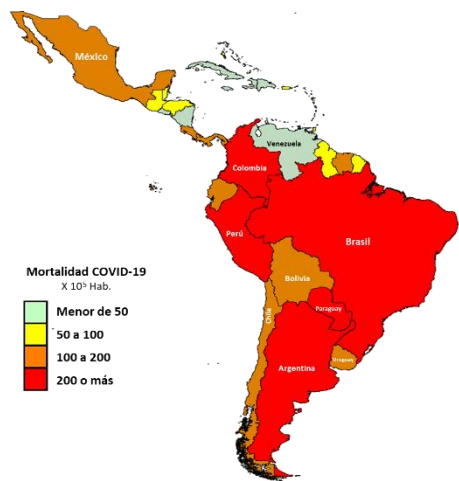 México
Venezuela
Colombia
Perú
Brasil
Bolivia
Paraguay
Chile
Uruguay
Argentina
Mortalidad COVID-19
X 10⁵ Hab.
Menor de 50
50 a 100
100 a 200
200 o más